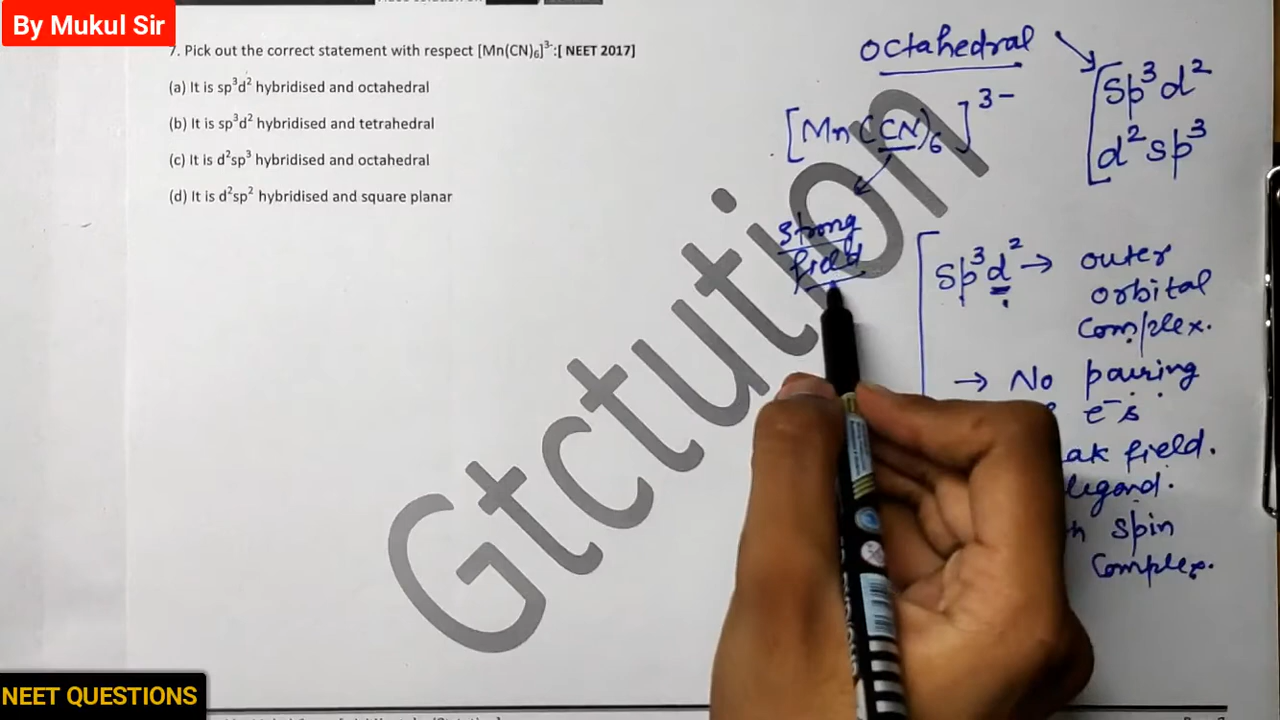 By Mukul Sir
7. Pick out the correct statement with respect [Mn(CN)₆]³⁻:[ NEET 2017]
(a) It is sp³d² hybridised and octahedral
(b) It is sp³d² hybridised and tetrahedral
(c) It is d²sp³ hybridised and octahedral
(d) It is d²sp² hybridised and square planar
octahedral
[Mn(CN)₆]³⁻
sp³d²
d²sp³
strong
field
sp³d² → outer
orbital
complex.
→ No pairing
e⁻s
field.
spin
complex.
Gtctution
NEET QUESTIONS